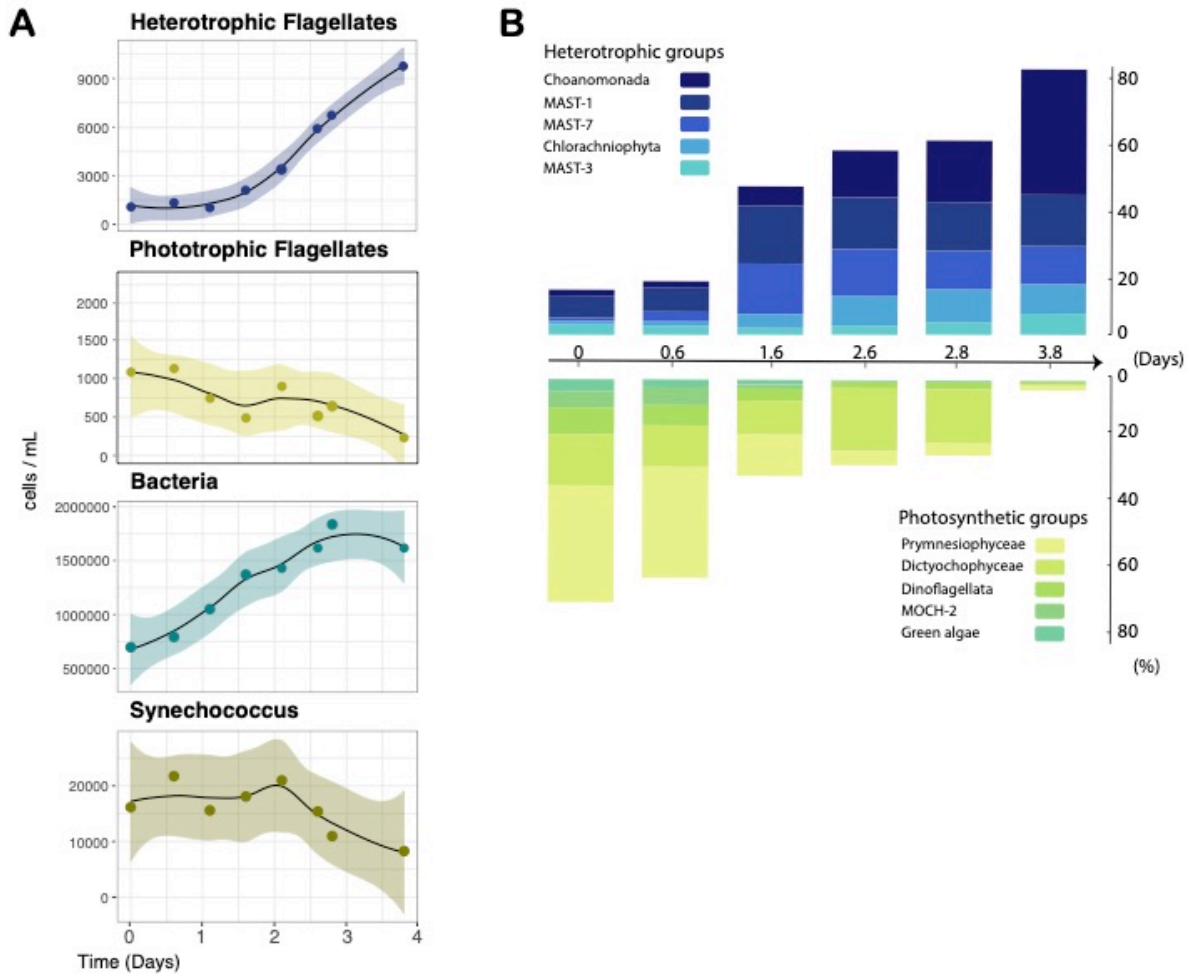 A
Heterotrophic Flagellates
9000
6000
3000
0
Phototrophic Flagellates
2000
1500
1000
500
0
Bacteria
2000000
1500000
1000000
500000
Synechococcus
20000
10000
0
0 1 2 3 4
Time (Days)
cells / mL
B
Heterotrophic groups
Choanomonada
MAST-1
MAST-7
Chlorachniophyta
MAST-3
80
60
40
20
0
0 0.6 1.6 2.6 2.8 3.8 (Days)
0
20
40
60
80
(%)
Photosynthetic groups
Prymnesiophyceae
Dictyochophyceae
Dinoflagellata
MOCH-2
Green algae